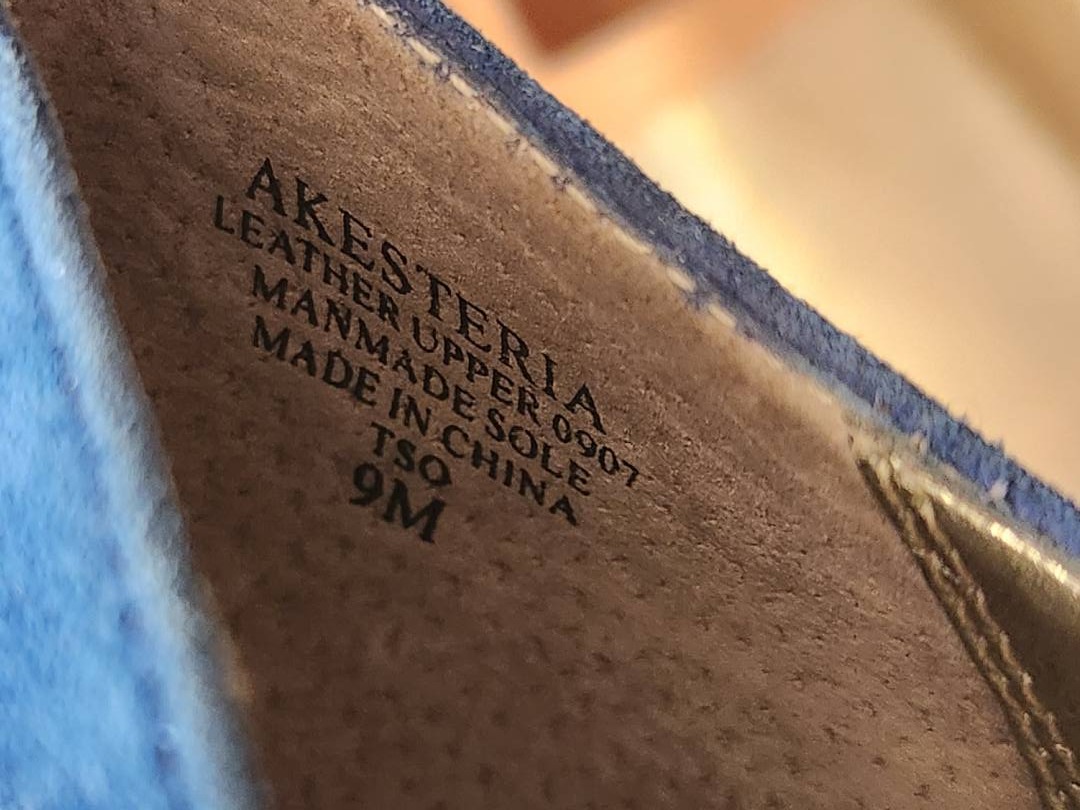 AKESTERIA
LEATHER UPPER 0907
MANMADE SOLE
MADE IN CHINA
TSO
9M